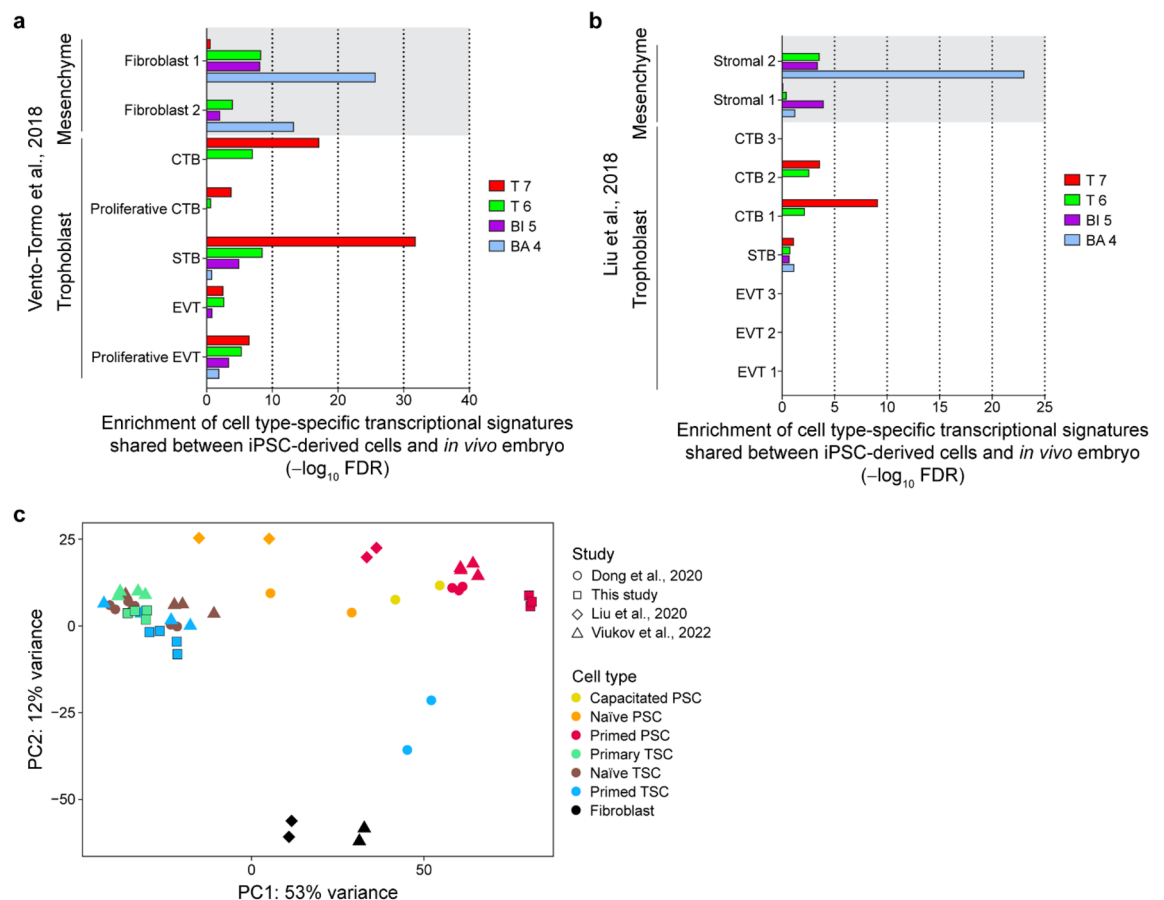 a
Vento-Tormo et al., 2018
Mesenchyme
Trophoblast
Fibroblast 1
Fibroblast 2
CTB
Proliferative CTB
STB
EVT
Proliferative EVT
0 10 20 30 40
Enrichment of cell type-specific transcriptional signatures
shared between iPSC-derived cells and in vivo embryo
(−log10 FDR)
T 7
T 6
BI 5
BA 4
b
Liu et al., 2018
Mesenchyme
Trophoblast
Stromal 2
Stromal 1
CTB 3
CTB 2
CTB 1
STB
EVT 3
EVT 2
EVT 1
0 5 10 15 20 25
Enrichment of cell type-specific transcriptional signatures
shared between iPSC-derived cells and in vivo embryo
(−log10 FDR)
T 7
T 6
BI 5
BA 4
c
PC2: 12% variance
25
0
−25
−50
0 50
PC1: 53% variance
Study
Dong et al., 2020
This study
Liu et al., 2020
Viukov et al., 2022
Cell type
Capacitated PSC
Naïve PSC
Primed PSC
Primary TSC
Naïve TSC
Primed TSC
Fibroblast